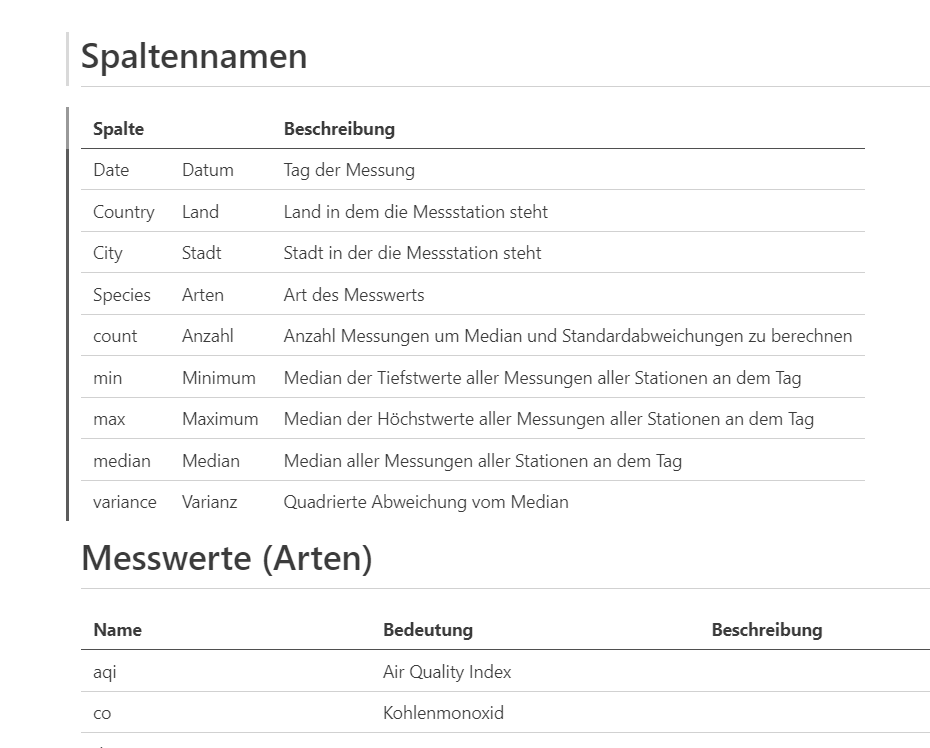 Spaltennamen
Spalte Beschreibung
Date Datum Tag der Messung
Country Land Land in dem die Messstation steht
City Stadt Stadt in der die Messstation steht
Species Arten Art des Messwerts
count Anzahl Anzahl Messungen um Median und Standardabweichungen zu berechnen
min Minimum Median der Tiefstwerte aller Messungen aller Stationen an dem Tag
max Maximum Median der Höchstwerte aller Messungen aller Stationen an dem Tag
median Median Median aller Messungen aller Stationen an dem Tag
variance Varianz Quadrierte Abweichung vom Median
Messwerte (Arten)
Name Bedeutung Beschreibung
aqi Air Quality Index
co Kohlenmonoxid